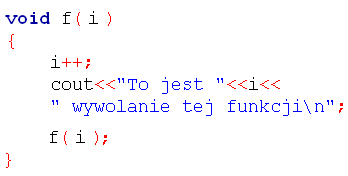 void f( i )
{
i++;
cout<<"To jest "<<i<<
" wywolanie tej funkcji\n";
f( i );
}